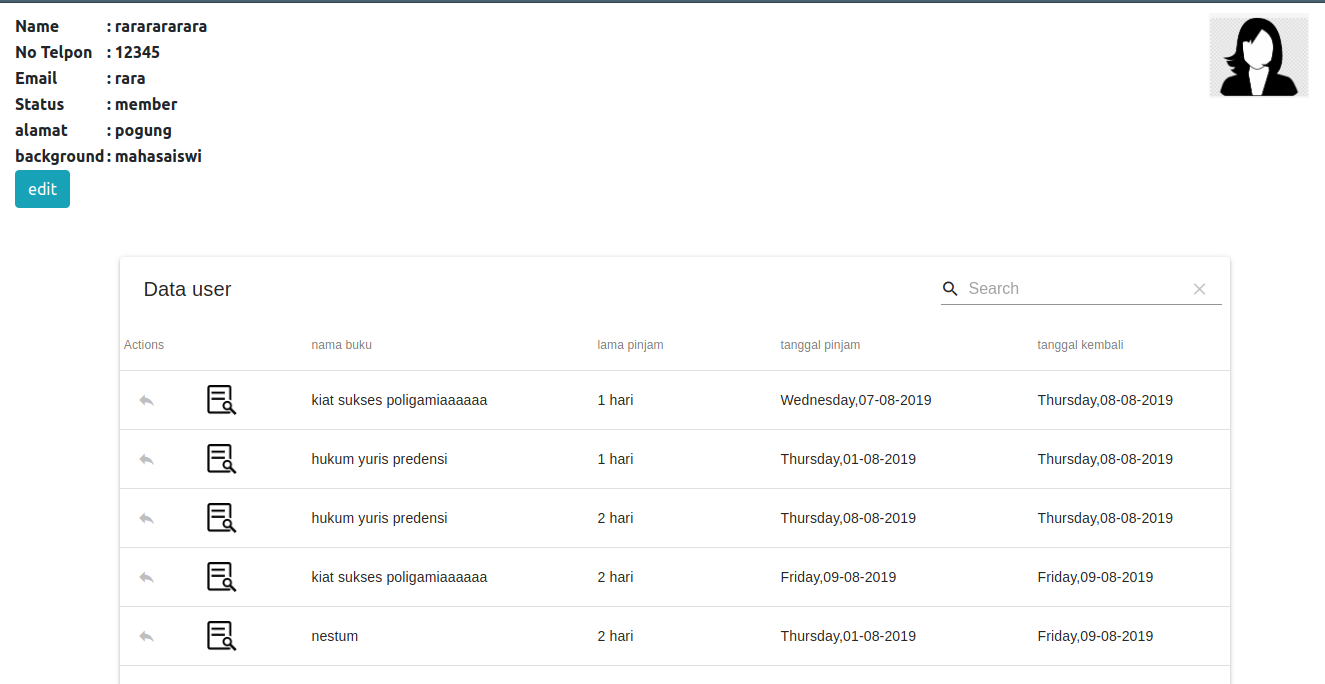 Name : rarararararara
No Telpon : 12345
Email : rara
Status : member
alamat : pogung
background : mahasaiswi
edit
Data user
Search
Actions nama buku lama pinjam tanggal pinjam tanggal kembali
kiat sukses poligamiaaaaaa 1 hari Wednesday,07-08-2019 Thursday,08-08-2019
hukum yuris predensi 1 hari Thursday,01-08-2019 Thursday,08-08-2019
hukum yuris predensi 2 hari Thursday,08-08-2019 Thursday,08-08-2019
kiat sukses poligamiaaaaaa 2 hari Friday,09-08-2019 Friday,09-08-2019
nestum 2 hari Thursday,01-08-2019 Friday,09-08-2019